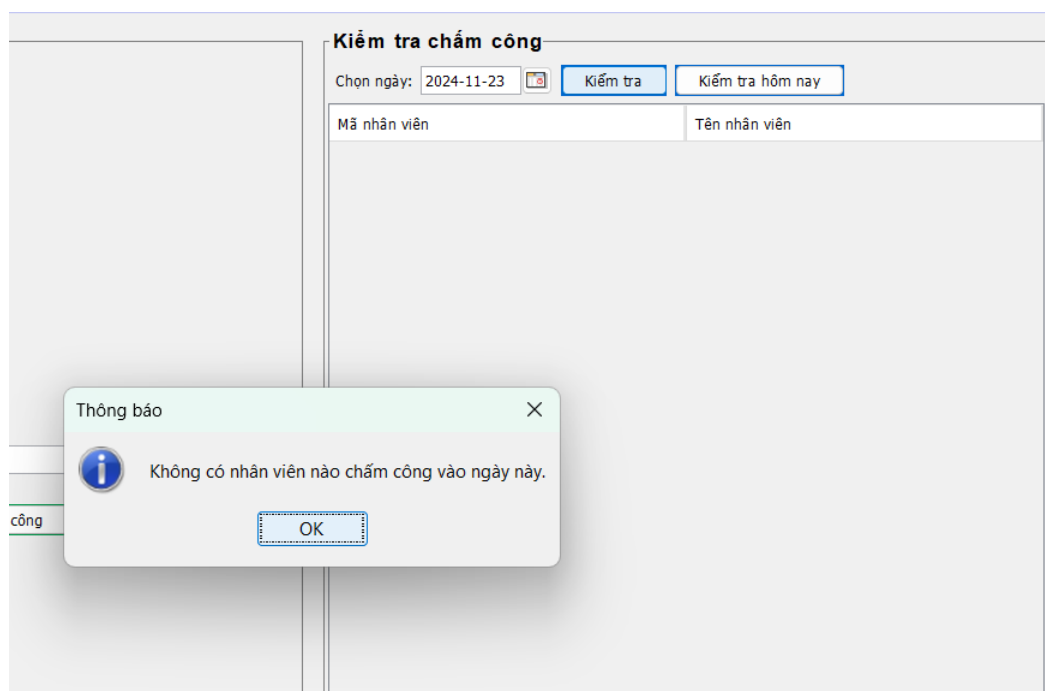 Kiểm tra chấm công
Chọn ngày: 2024-11-23 Kiểm tra Kiểm tra hôm nay
Mã nhân viên Tên nhân viên
Thông báo
Không có nhân viên nào chấm công vào ngày này.
OK
công